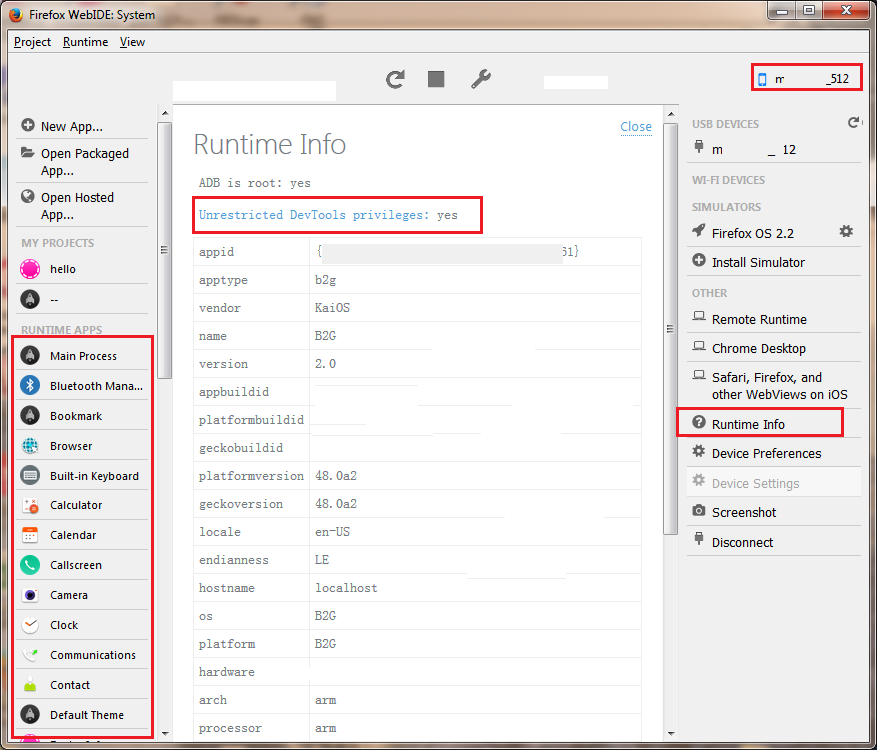 Firefox WebIDE: System
Project Runtime View
m _512
New App...
Open Packaged
App...
Open Hosted
App...
MY PROJECTS
hello
--
RUNTIME APPS
Main Process
Bluetooth Mana...
Bookmark
Browser
Built-in Keyboard
Calculator
Calendar
Callscreen
Camera
Clock
Communications
Contact
Default Theme
Close
Runtime Info
ADB is root: yes
Unrestricted DevTools privileges: yes
appid { 61}
apptype b2g
vendor KaiOS
name B2G
version 2.0
appbuildid
platformbuildid
geckobuildid
platformversion 48.0a2
geckoversion 48.0a2
locale en-US
endianness LE
hostname localhost
os B2G
platform B2G
hardware
arch arm
processor arm
USB DEVICES
m _ 12
WI-FI DEVICES
SIMULATORS
Firefox OS 2.2
Install Simulator
OTHER
Remote Runtime
Chrome Desktop
Safari, Firefox, and
other WebViews on iOS
Runtime Info
Device Preferences
Device Settings
Screenshot
Disconnect